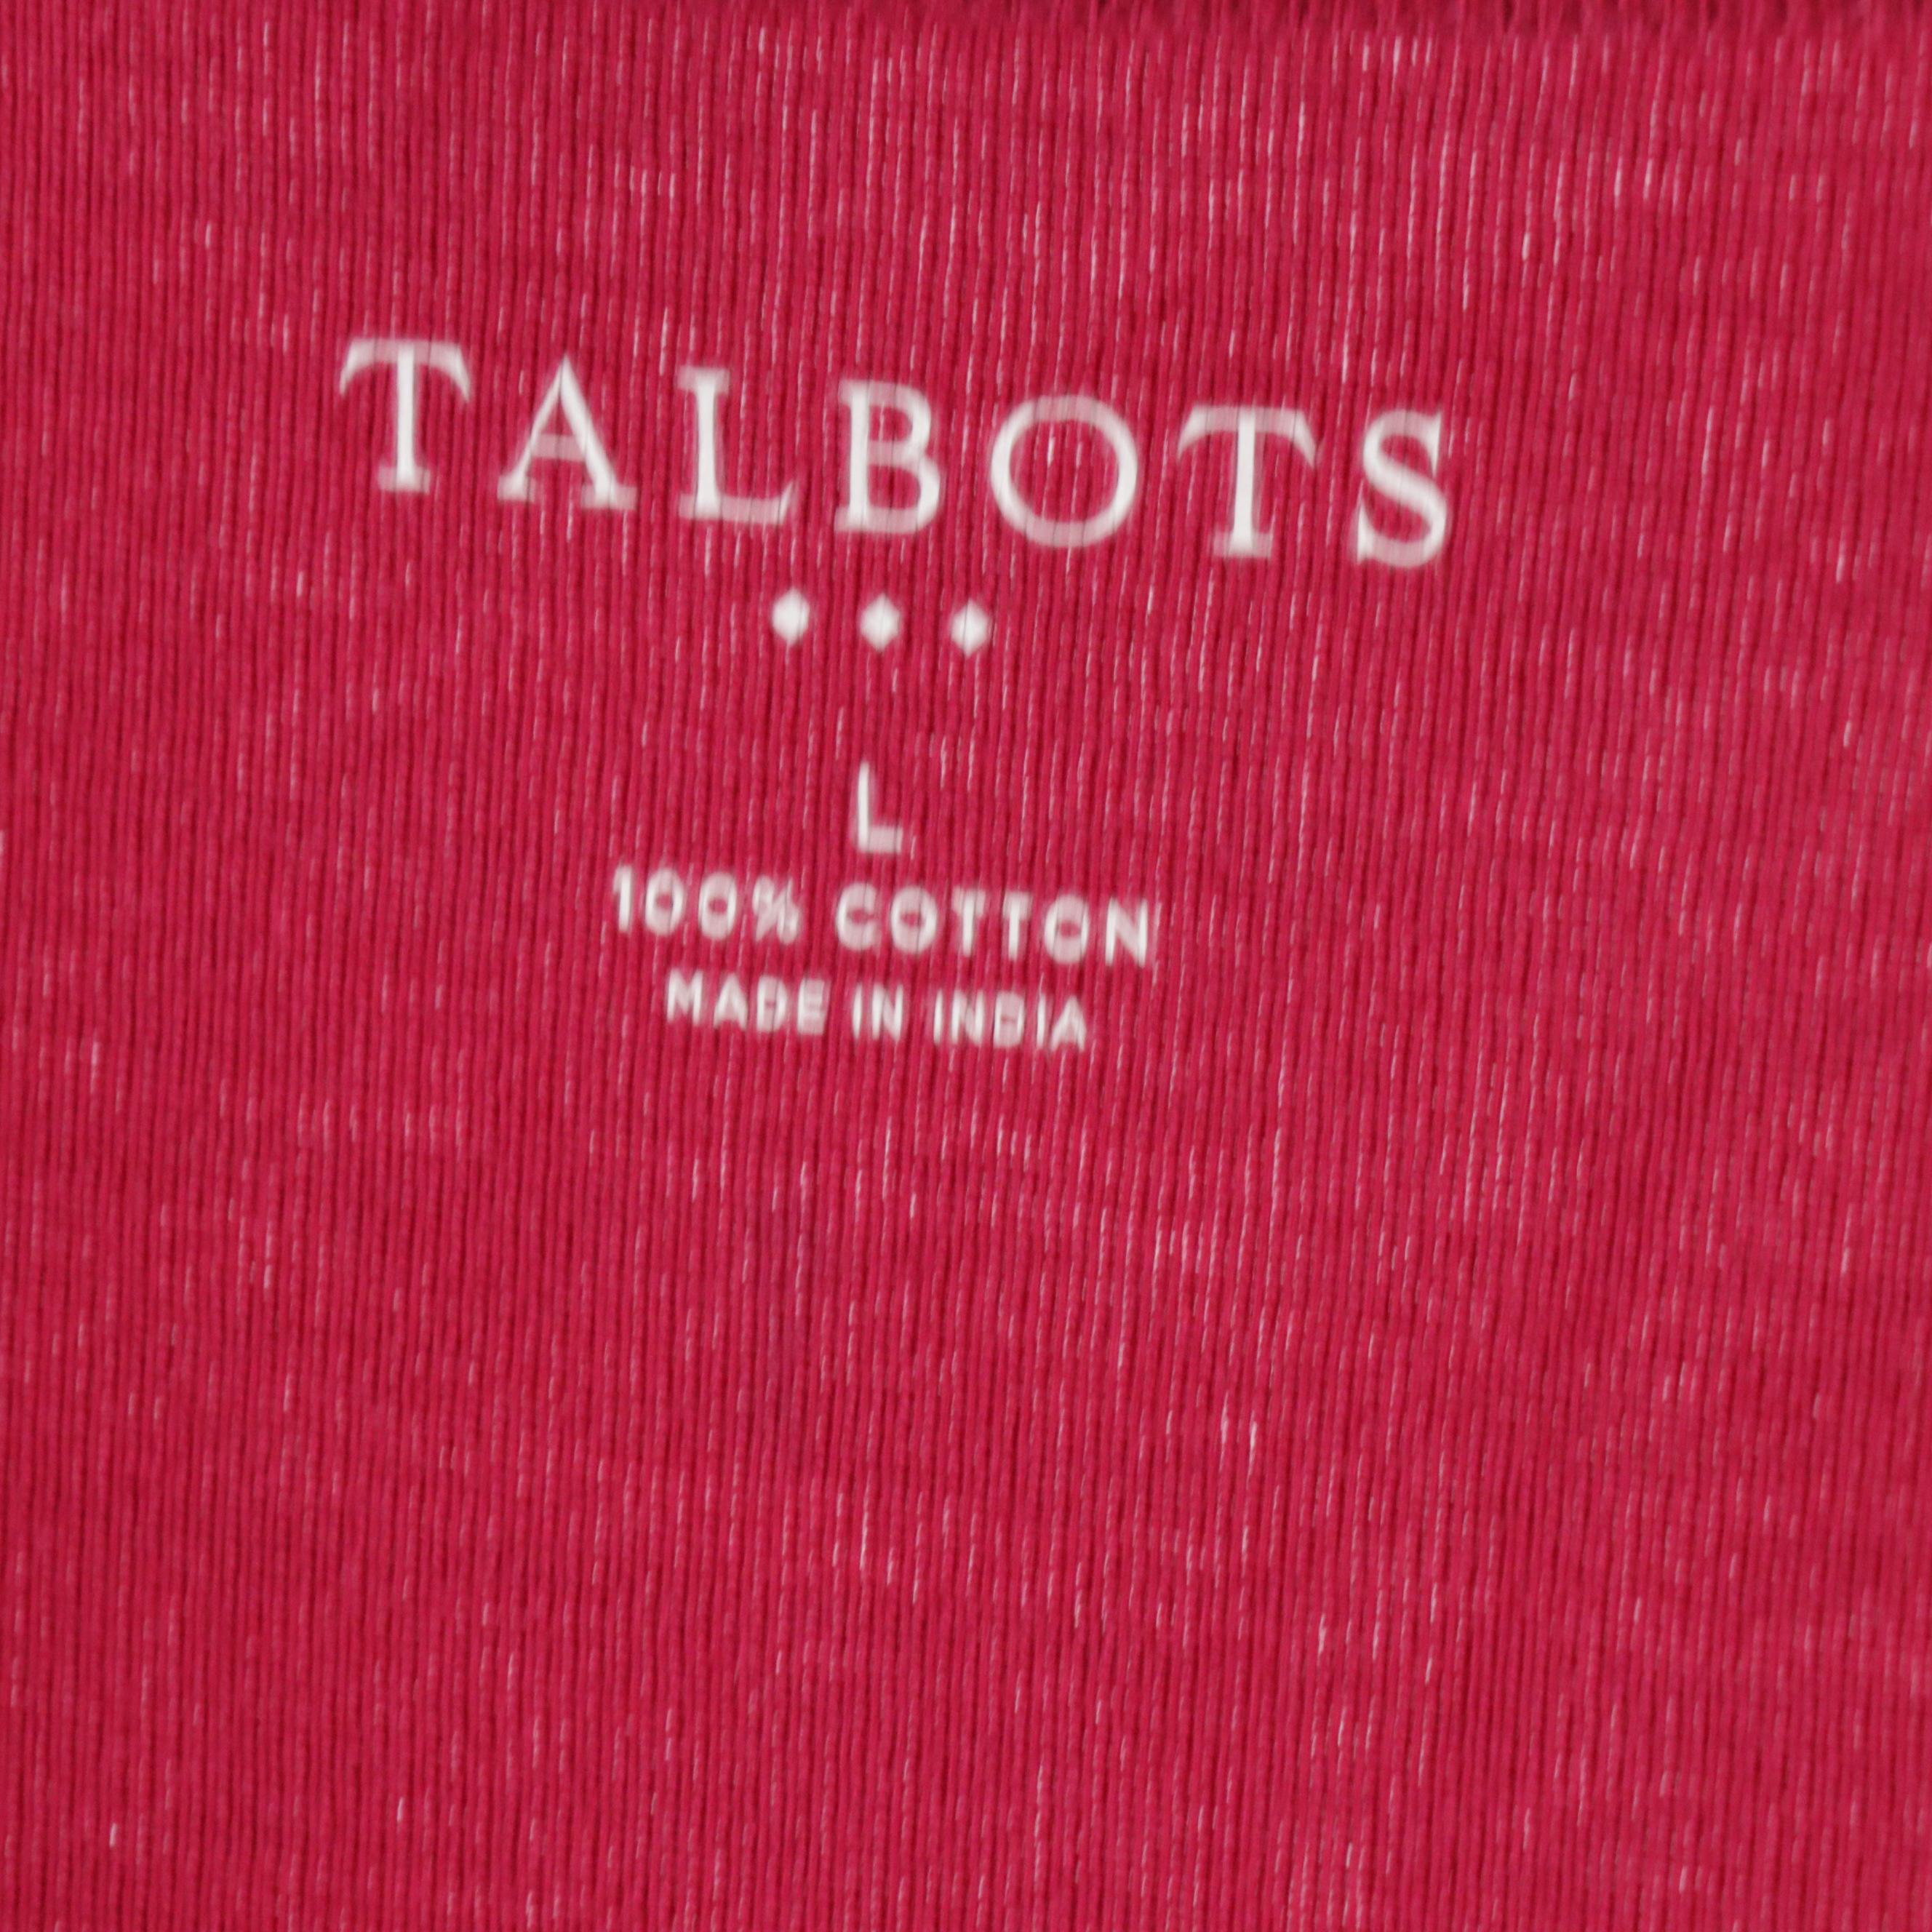 TALBOTS
L
100% COTTON
MADE IN INDIA